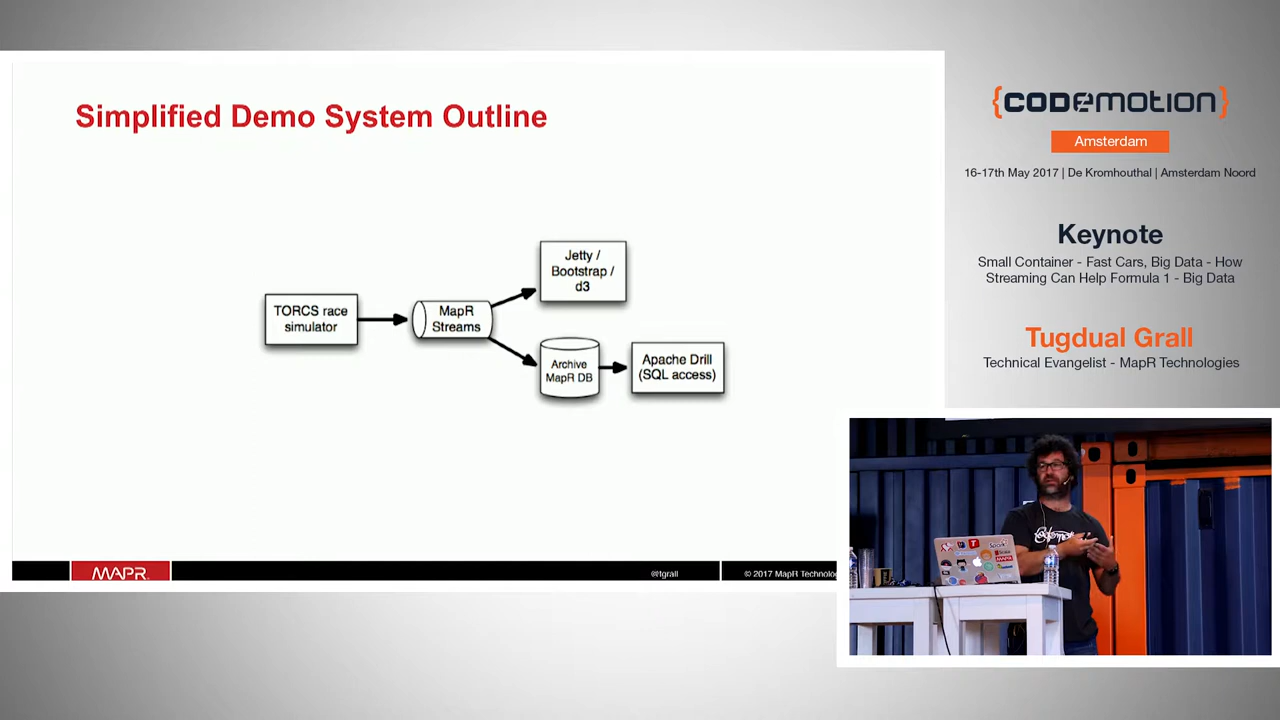 Simplified Demo System Outline
TORCS race
simulator
MapR
Streams
Jetty /
Bootstrap /
d3
Archive
MapR DB
Apache Drill
(SQL access)
MAPR
@tgrall
© 2017 MapR Technolo
{CODEMOTION}
Amsterdam
16-17th May 2017 | De Kromhouthal | Amsterdam Noord
Keynote
Small Container - Fast Cars, Big Data - How
Streaming Can Help Formula 1 - Big Data
Tugdual Grall
Technical Evangelist - MapR Technologies